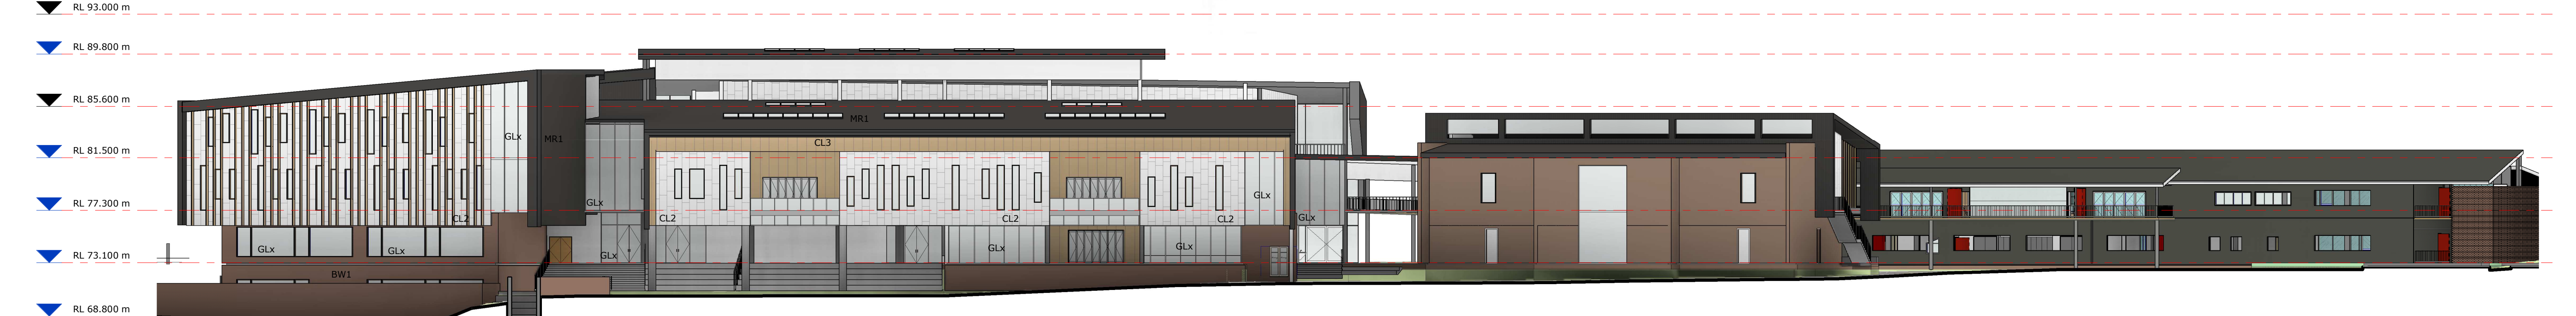 RL 93.000 m
RL 89.800 m
RL 85.600 m
RL 81.500 m
RL 77.300 m
RL 73.100 m
RL 68.800 m
MR1
GLx
MR1
CL3
GLx
GLx
CL2
CL2
CL2
CL2
GLx
GLx
GLx
GLx
GLx
GLx
BW1